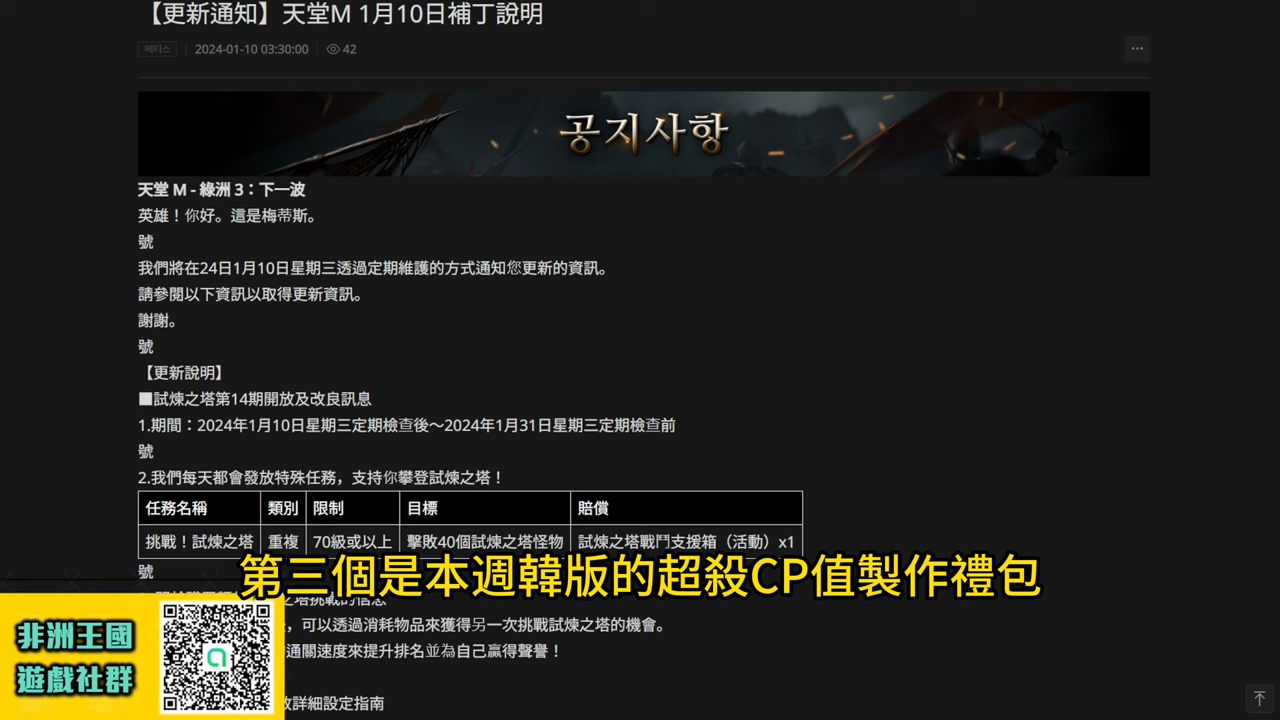 【更新通知】天堂M 1月10日補丁說明
메티스 | 2024-01-10 03:30:00 | 42
공지사항
天堂 M - 綠洲 3：下一波
英雄！你好。這是梅蒂斯。
號
我們將在24日1月10日星期三透過定期維護的方式通知您更新的資訊。
請參閱以下資訊以取得更新資訊。
謝謝。
號
【更新說明】
■試煉之塔第14期開放及改良訊息
1.期間：2024年1月10日星期三定期檢查後～2024年1月31日星期三定期檢查前
號
2.我們每天都會發放特殊任務，支持你攀登試煉之塔！
任務名稱 類別 限制 目標 賠償
挑戰！試煉之塔 重複 70級或以上 擊敗40個試煉之塔怪物 試煉之塔戰鬥支援箱（活動）x1
號
第三個是本週韓版的超殺CP值製作禮包
之塔挑戰的信息
，可以透過消耗物品來獲得另一次挑戰試煉之塔的機會。
通關速度來提升排名並為自己贏得聲譽！
詳細設定指南
非洲王國
遊戲社群